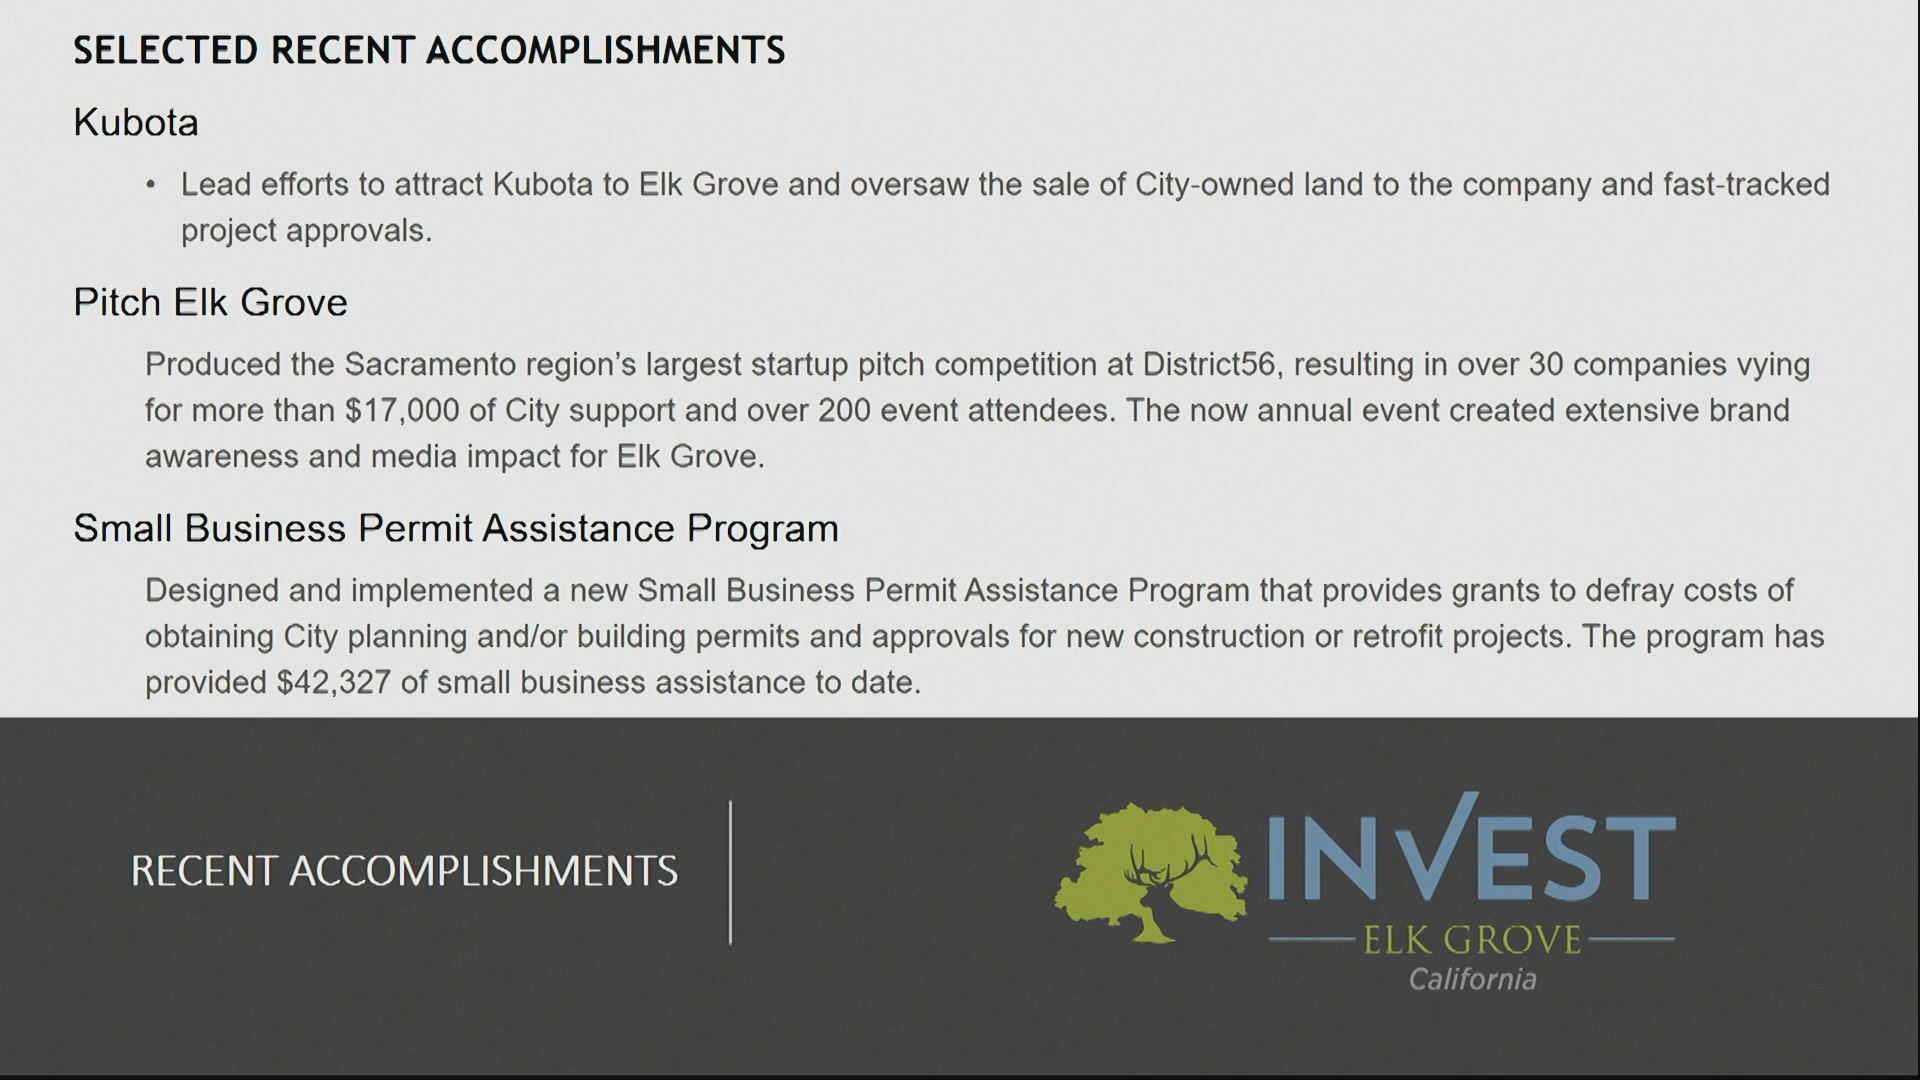 SELECTED RECENT ACCOMPLISHMENTS
Kubota
• Lead efforts to attract Kubota to Elk Grove and oversaw the sale of City-owned land to the company and fast-tracked
project approvals.
Pitch Elk Grove
Produced the Sacramento region’s largest startup pitch competition at District56, resulting in over 30 companies vying
for more than $17,000 of City support and over 200 event attendees. The now annual event created extensive brand
awareness and media impact for Elk Grove.
Small Business Permit Assistance Program
Designed and implemented a new Small Business Permit Assistance Program that provides grants to defray costs of
obtaining City planning and/or building permits and approvals for new construction or retrofit projects. The program has
provided $42,327 of small business assistance to date.
RECENT ACCOMPLISHMENTS
INVEST
ELK GROVE
California